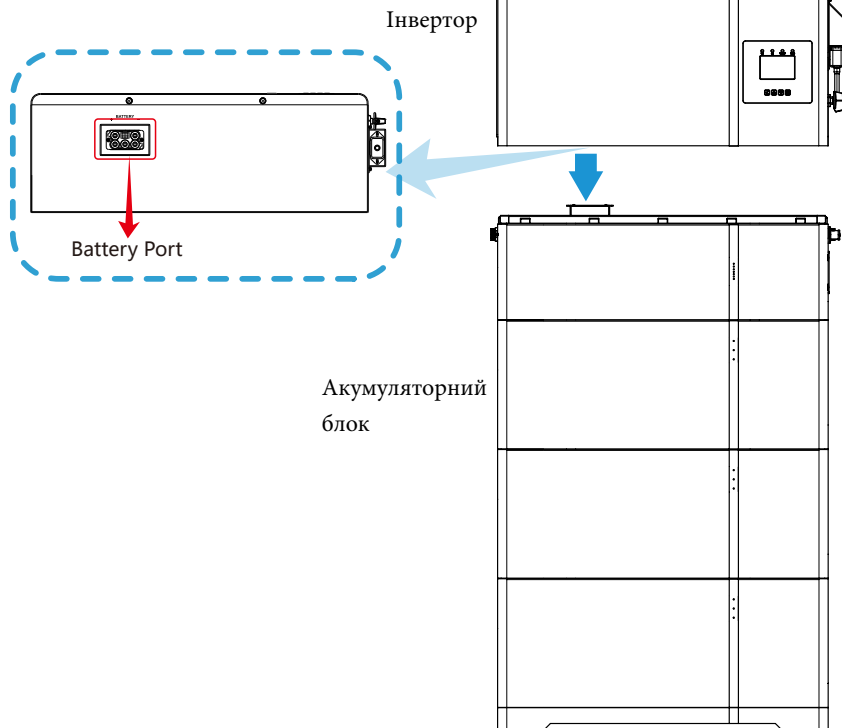 Інвертор
BATTERY
Battery Port
Акумуляторний
блок